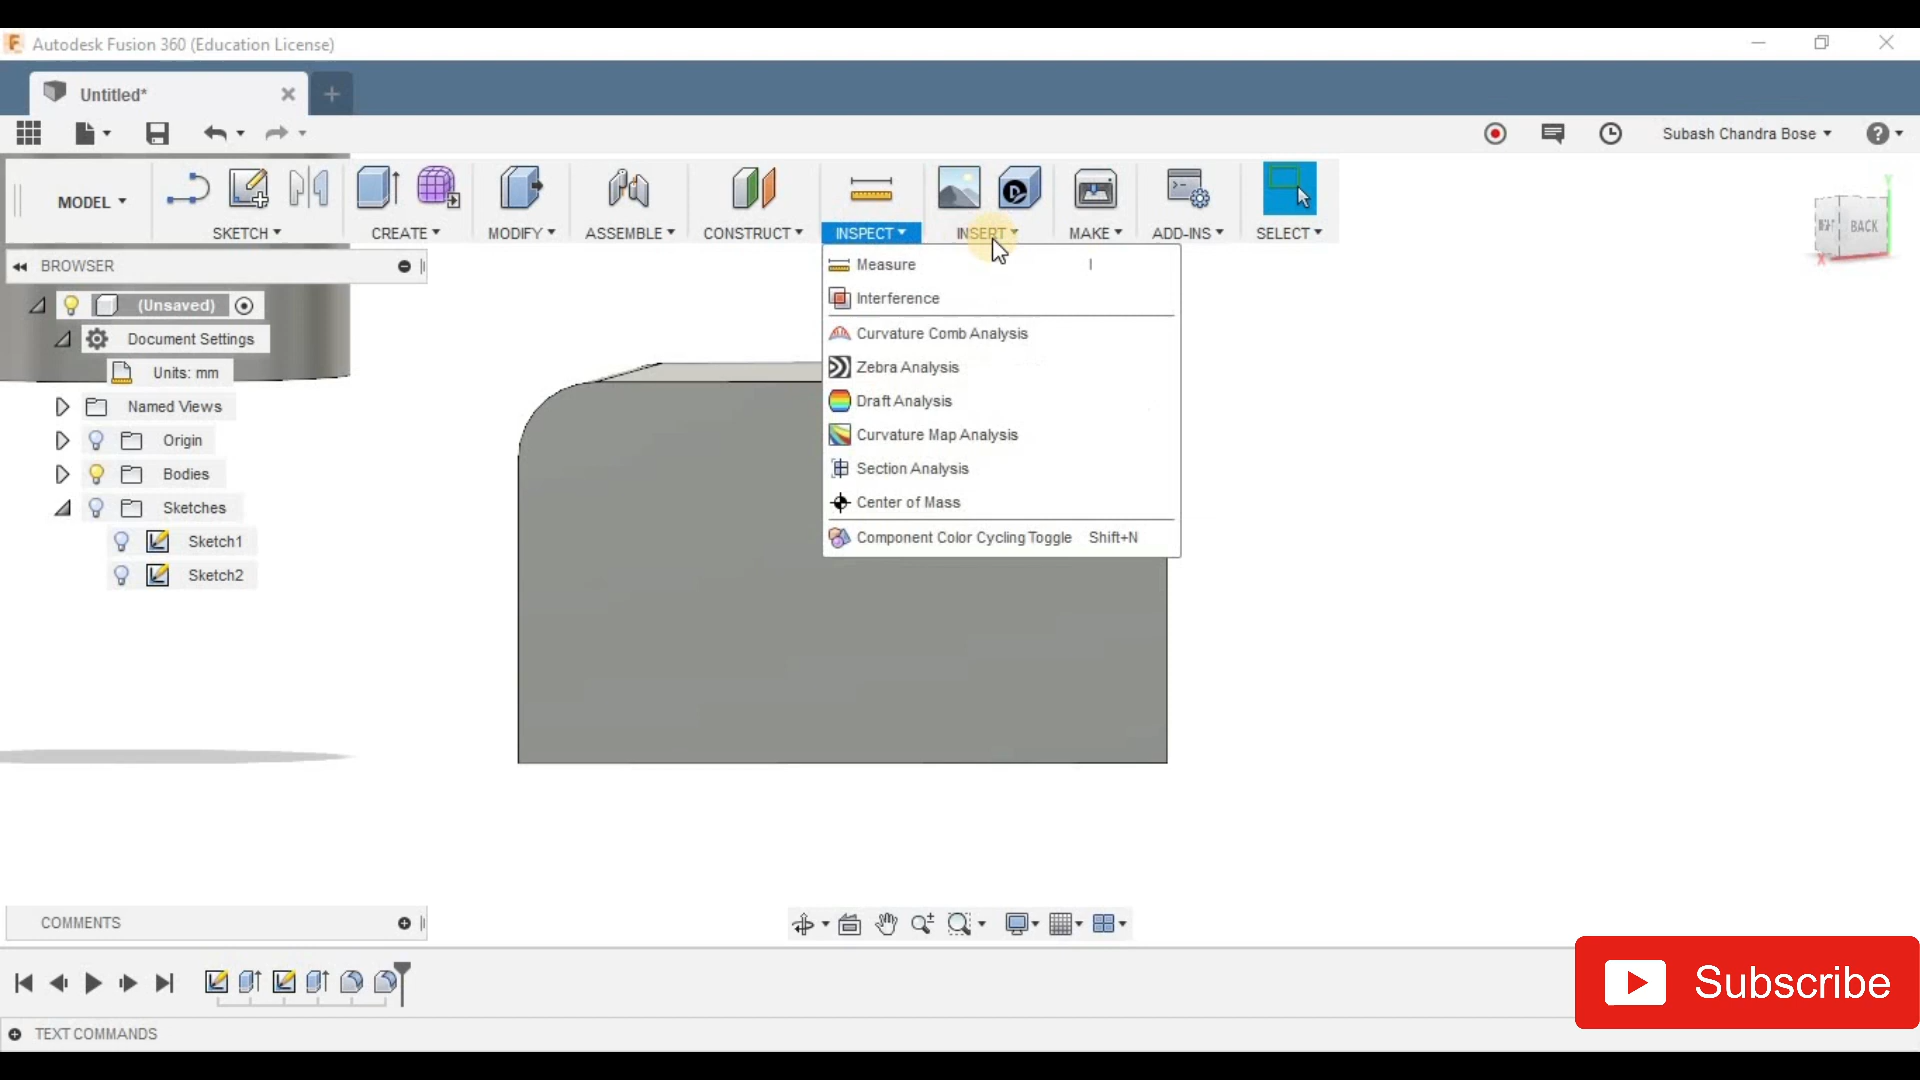 Autodesk Fusion 360 (Education License)
Untitled*
Subash Chandra Bose
MODEL
SKETCH
CREATE
MODIFY
ASSEMBLE
CONSTRUCT
INSPECT
INSERT
MAKE
ADD-INS
SELECT
RIGHT
BACK
Y
X
BROWSER
(Unsaved)
Document Settings
Units: mm
Named Views
Origin
Bodies
Sketches
Sketch1
Sketch2
Measure I
Interference
Curvature Comb Analysis
Zebra Analysis
Draft Analysis
Curvature Map Analysis
Section Analysis
Center of Mass
Component Color Cycling Toggle Shift+N
COMMENTS
Subscribe
TEXT COMMANDS